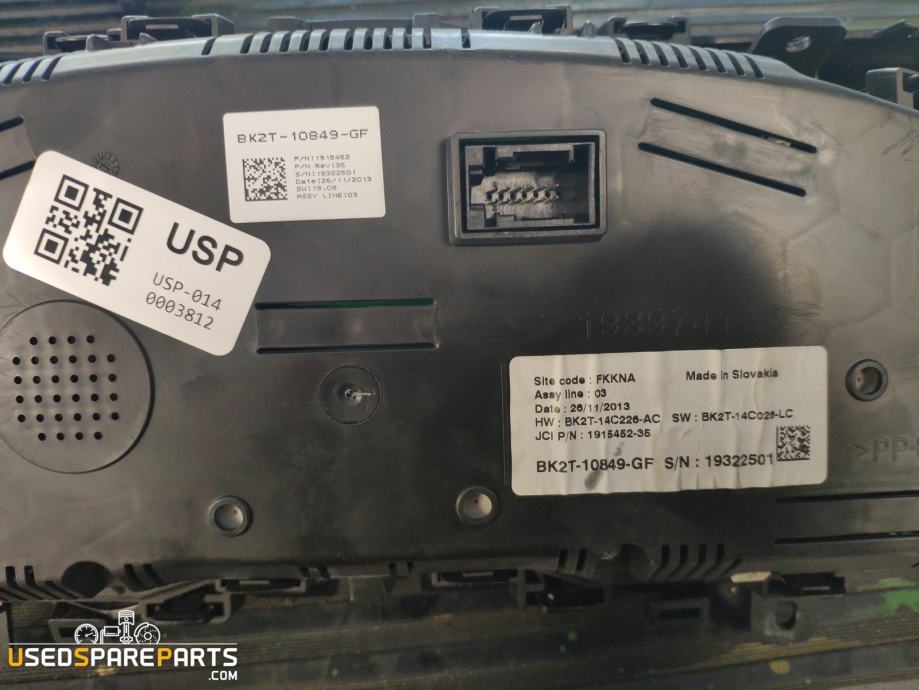 BK2T-10849-GF
P/N:1915452
P/N Rev:35
S/N:19322501
Date:26/11/2013
SW:19.08
ASSY LINE:03
USP
USP-014
0003812
1939741
Site code : FKKNA Made in Slovakia
Assy line : 03
Date : 26/11/2013
HW : BK2T-14C226-AC SW : BK2T-14C026-LC
JCI P/N : 1915452-35
BK2T-10849-GF S/N : 19322501
>PP+
USEDSPAREPARTS
.COM